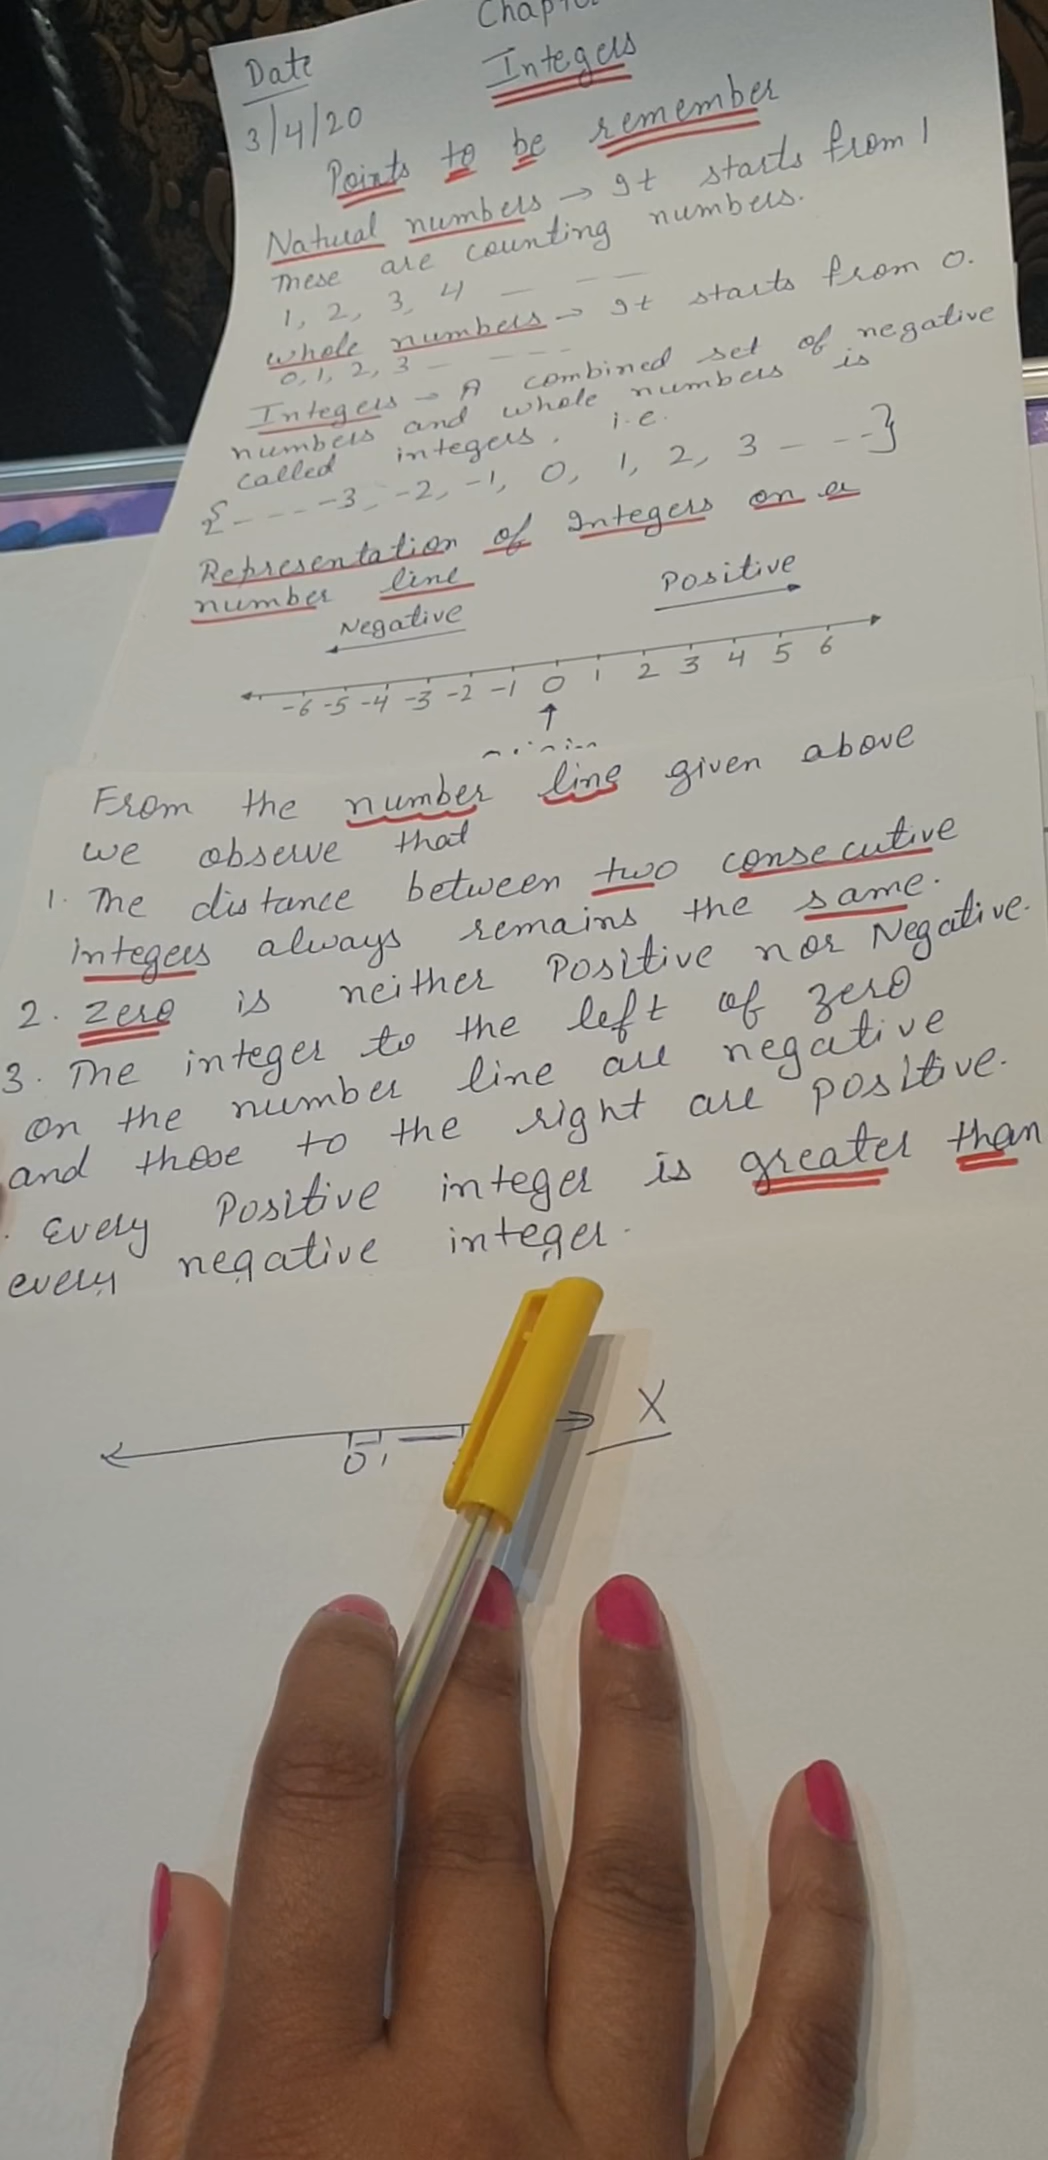 Date
3/4/20
Integers
Points to be remember
Natural numbers → It starts from 1
These are counting numbers.
1, 2, 3, 4 — — —
Whole numbers → It starts from 0.
0, 1, 2, 3 — - - -
Integers → A combined set of negative
numbers and whole numbers is
called integers. i.e.
{- - - - -3, -2, -1, 0, 1, 2, 3 - - - -}
Representation of Integers on a
number line
Negative Positive
-6 -5 -4 -3 -2 -1 0 1 2 3 4 5 6
From the number line given above
we observe that
1. The distance between two consecutive
Integers always remains the same.
2. Zero is neither Positive nor Negative.
3. The integer to the left of zero
on the number line are negative
and those to the right are positive.
. Every Positive integer is greater than
every negative integer.
X
0 1